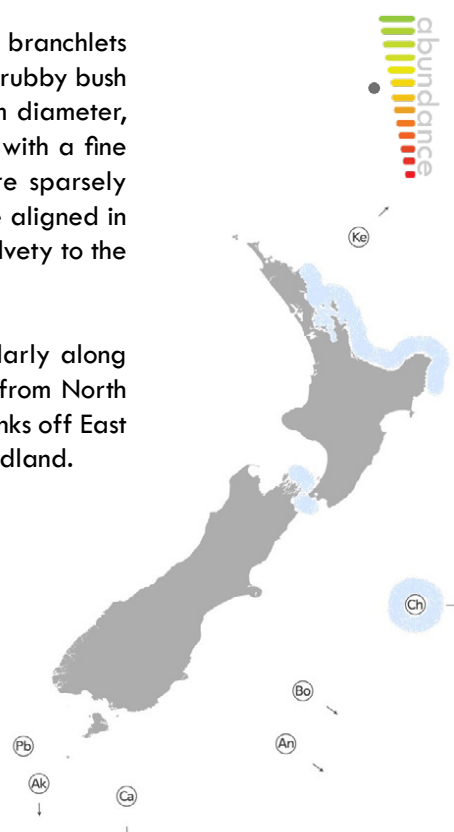 branchlets
rubby bush
n diameter,
with a fine
re sparsely
aligned in
lvety to the
larly along
from North
nks off East
dland.
abundance
Ke
Ch
Bo
An
Pb
Ak
Ca